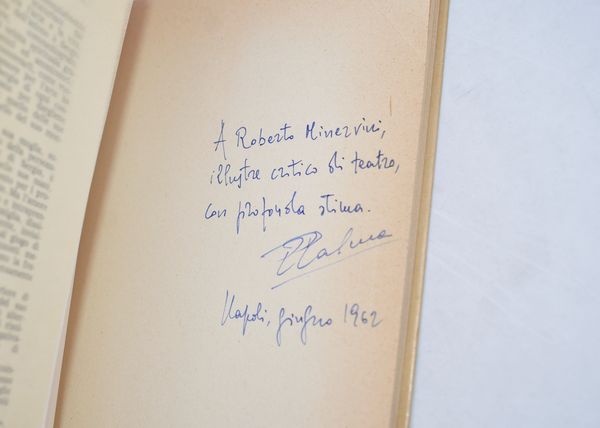 A Roberto Minervini,
illustre critico di teatro,
con profonda stima.
Napoli, giugno 1962